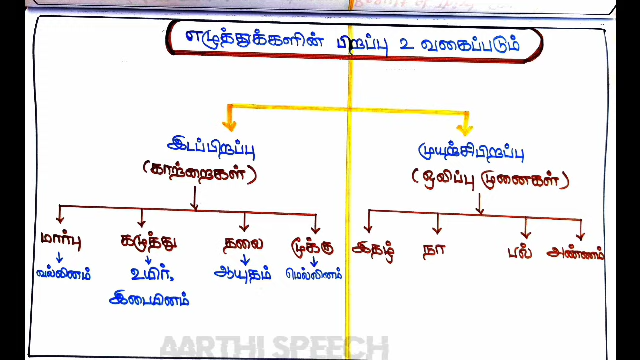 எழுத்துக்களின் பிறப்பு 2 வகைப்படும்
இடப்பிறப்பு
(காற்றறைகள்)
முயற்சிபிறப்பு
(ஒலிப்பு முனைகள்)
மார்பு கழுத்து தலை மூக்கு
வல்லினம் உயிர், ஆயுதம் மெல்லினம்
இடையினம்
இதழ் நா பல் அண்ணம்
AARTHI SPEECH